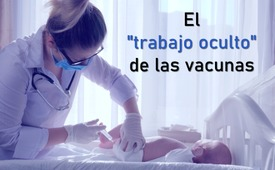 El
"trabajo oculto"
de las vacunas